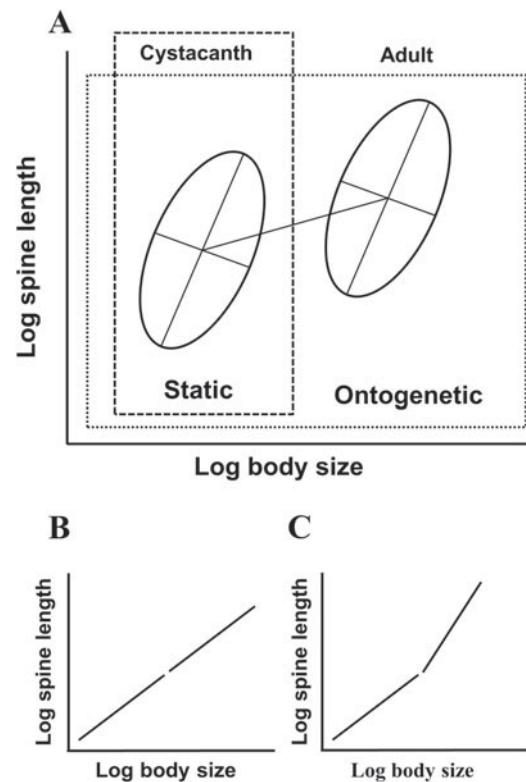 A
Cystacanth
Adult
Log spine length
Static
Ontogenetic
Log body size
B
Log spine length
Log body size
C
Log spine length
Log body size